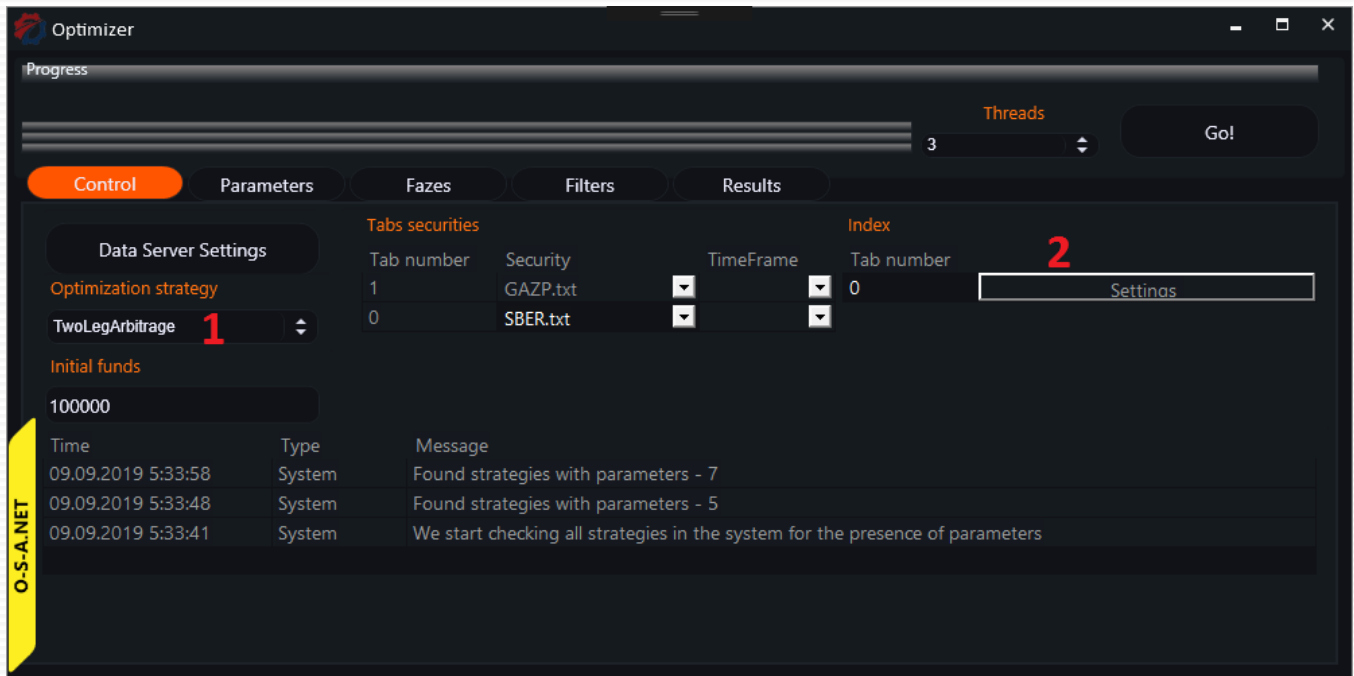 Optimizer
Progress
Threads
3
Go!
Control Parameters Fazes Filters Results
Data Server Settings
Optimization strategy
TwoLegArbitrage
1
Initial funds
100000
Tabs securities
Tab number Security TimeFrame
1 GAZP.txt
0 SBER.txt
Index
Tab number
2
0 Settings
Time Type Message
09.09.2019 5:33:58 System Found strategies with parameters - 7
09.09.2019 5:33:48 System Found strategies with parameters - 5
09.09.2019 5:33:41 System We start checking all strategies in the system for the presence of parameters
O-S-A.NET